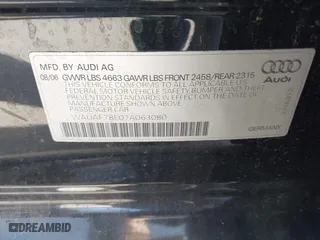 MFD. BY AUDI AG
08/06 GVWR LBS 4663 GAWR LBS FRONT 2458/REAR 2315
THIS VEHICLE CONFORMS TO ALL APPLICABLE US
FEDERAL MOTOR VEHICLE SAFETY BUMPER AND THEFT
PREVENTION STANDARDS IN EFFECT ON THE DATE OF
MANUFACTURE SHOWN ABOVE
PASSENGER CAR
Audi
GERMANY
DREAMBID